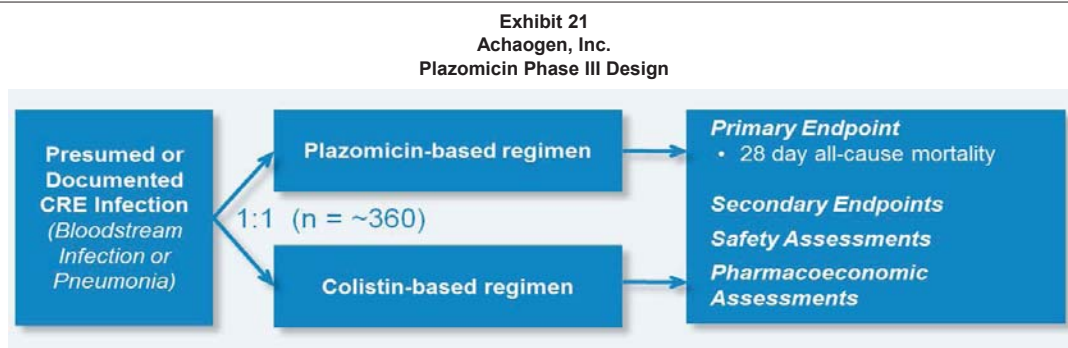 Exhibit 21
Achaogen, Inc.
Plazomicin Phase III Design
Presumed or
Documented
CRE Infection
(Bloodstream
Infection or
Pneumonia)
Plazomicin-based regimen
1:1 (n = ~360)
Colistin-based regimen
Primary Endpoint
• 28 day all-cause mortality
Secondary Endpoints
Safety Assessments
Pharmacoeconomic
Assessments